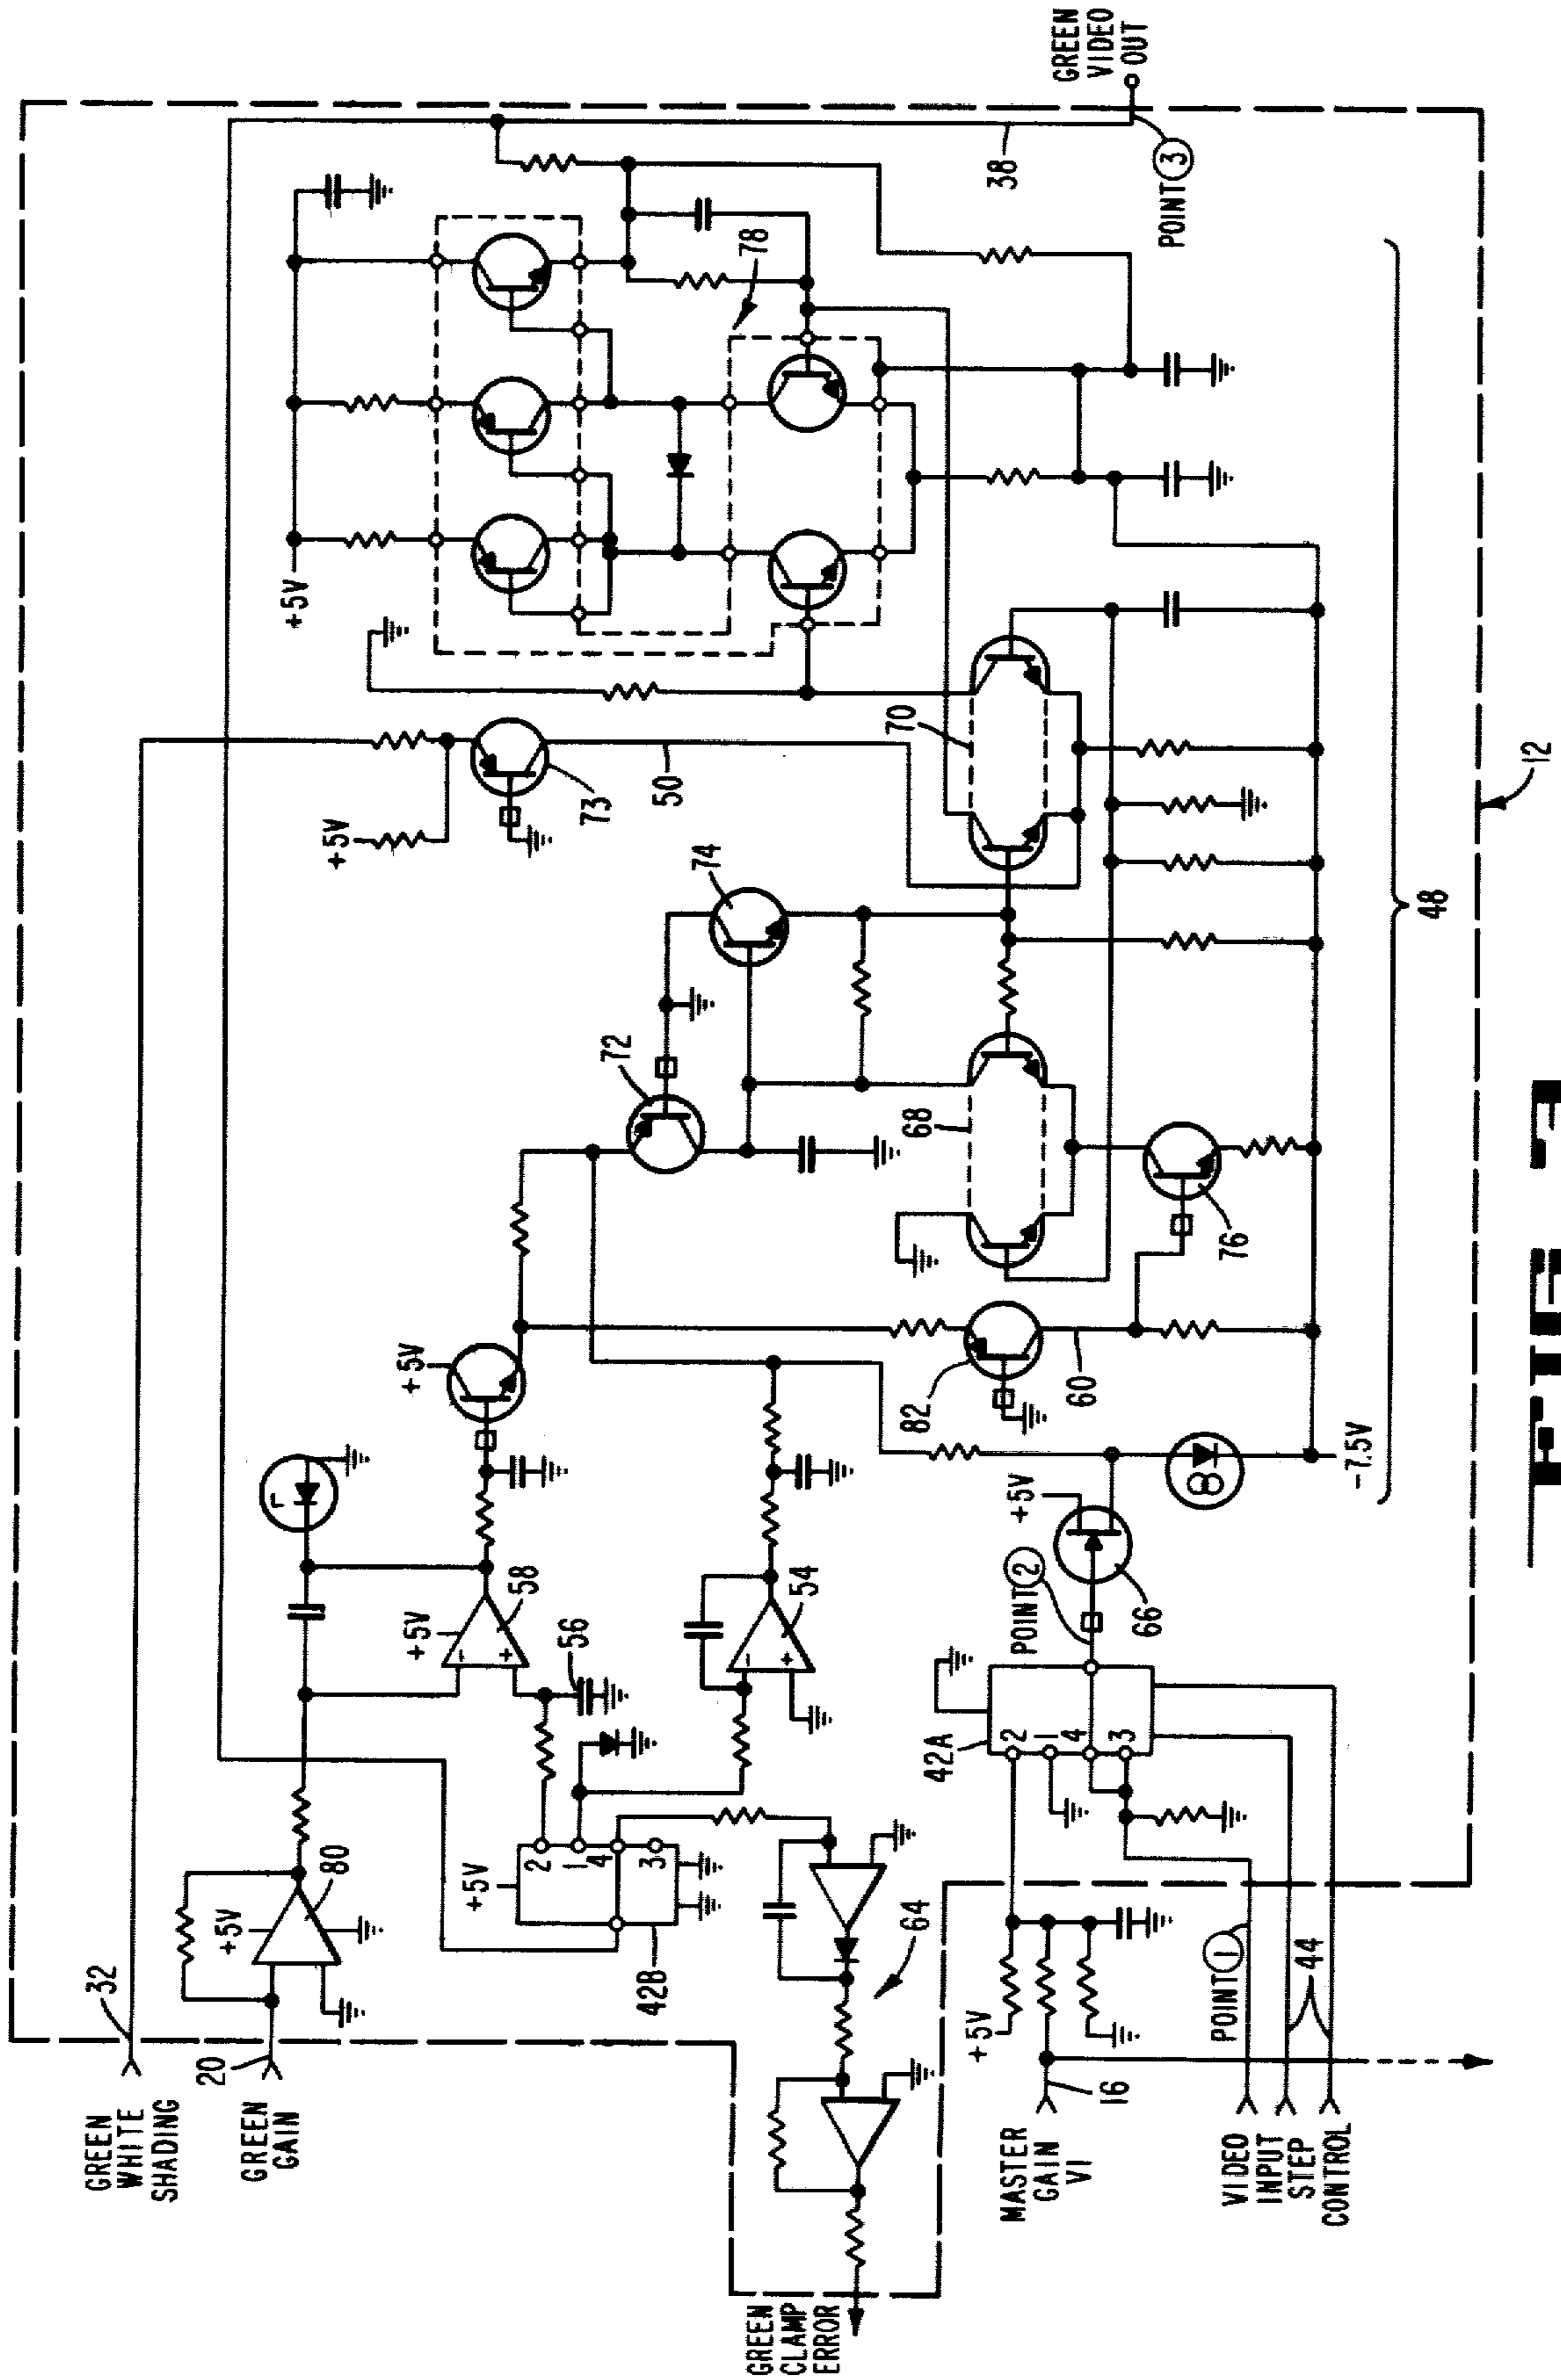 GREEN
WHITE
SHADING
32
GREEN
GAIN
20
+5V
80
+5V
58
+5V
+5V
73
50
+5V
78
38
GREEN
VIDEO
OUT
POINT 3
+5V
2
1
4
3
42B
56
54
72
74
68
70
64
GREEN
CLAMP
ERROR
MASTER
GAIN
V1
16
+5V
42A
2
1
4
3
POINT 2
66
+5V
82
60
76
-7.5V
VIDEO
INPUT
STEP
CONTROL
POINT 1
44
48
12